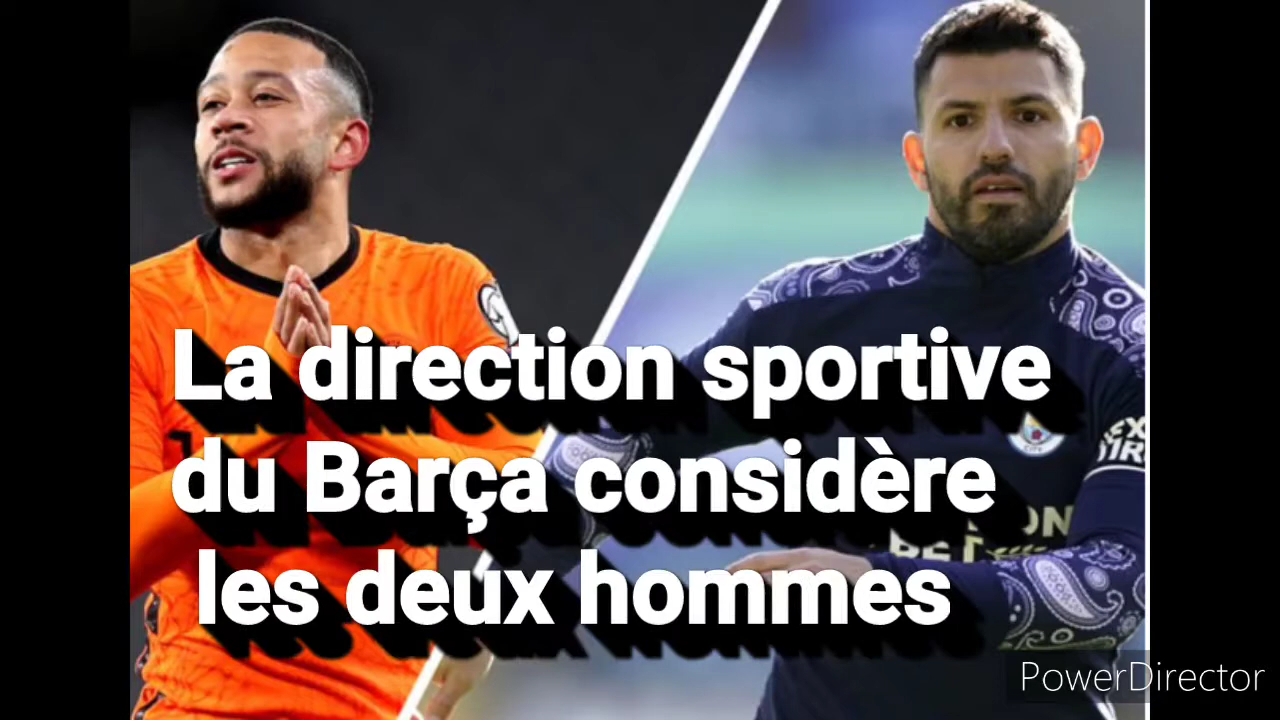 La direction sportive
du Barça considère
les deux hommes
PowerDirector